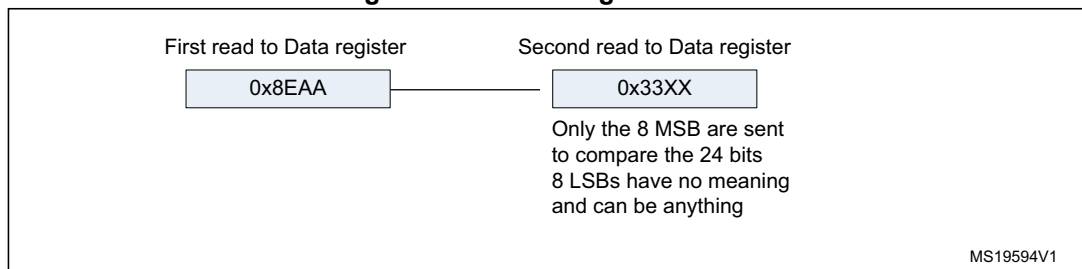 First read to Data register
Second read to Data register
0x8EAA
0x33XX
Only the 8 MSB are sent
to compare the 24 bits
8 LSBs have no meaning
and can be anything
MS19594V1